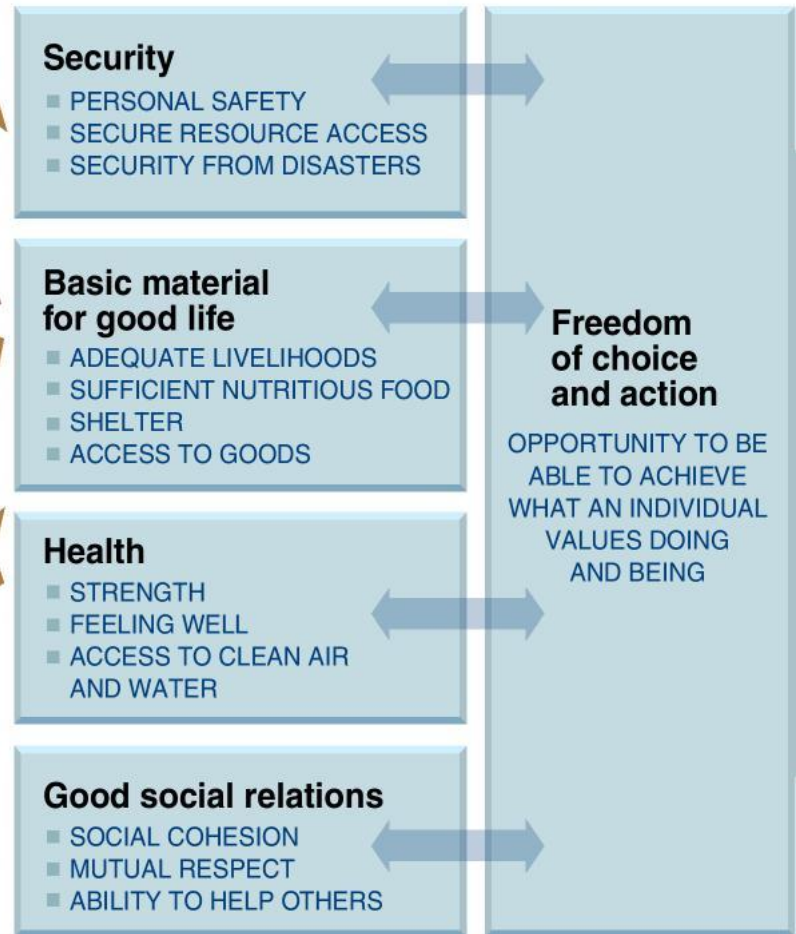 Security
PERSONAL SAFETY
SECURE RESOURCE ACCESS
SECURITY FROM DISASTERS
Basic material
for good life
ADEQUATE LIVELIHOODS
SUFFICIENT NUTRITIOUS FOOD
SHELTER
ACCESS TO GOODS
Health
STRENGTH
FEELING WELL
ACCESS TO CLEAN AIR
AND WATER
Good social relations
SOCIAL COHESION
MUTUAL RESPECT
ABILITY TO HELP OTHERS
Freedom
of choice
and action
OPPORTUNITY TO BE
ABLE TO ACHIEVE
WHAT AN INDIVIDUAL
VALUES DOING
AND BEING